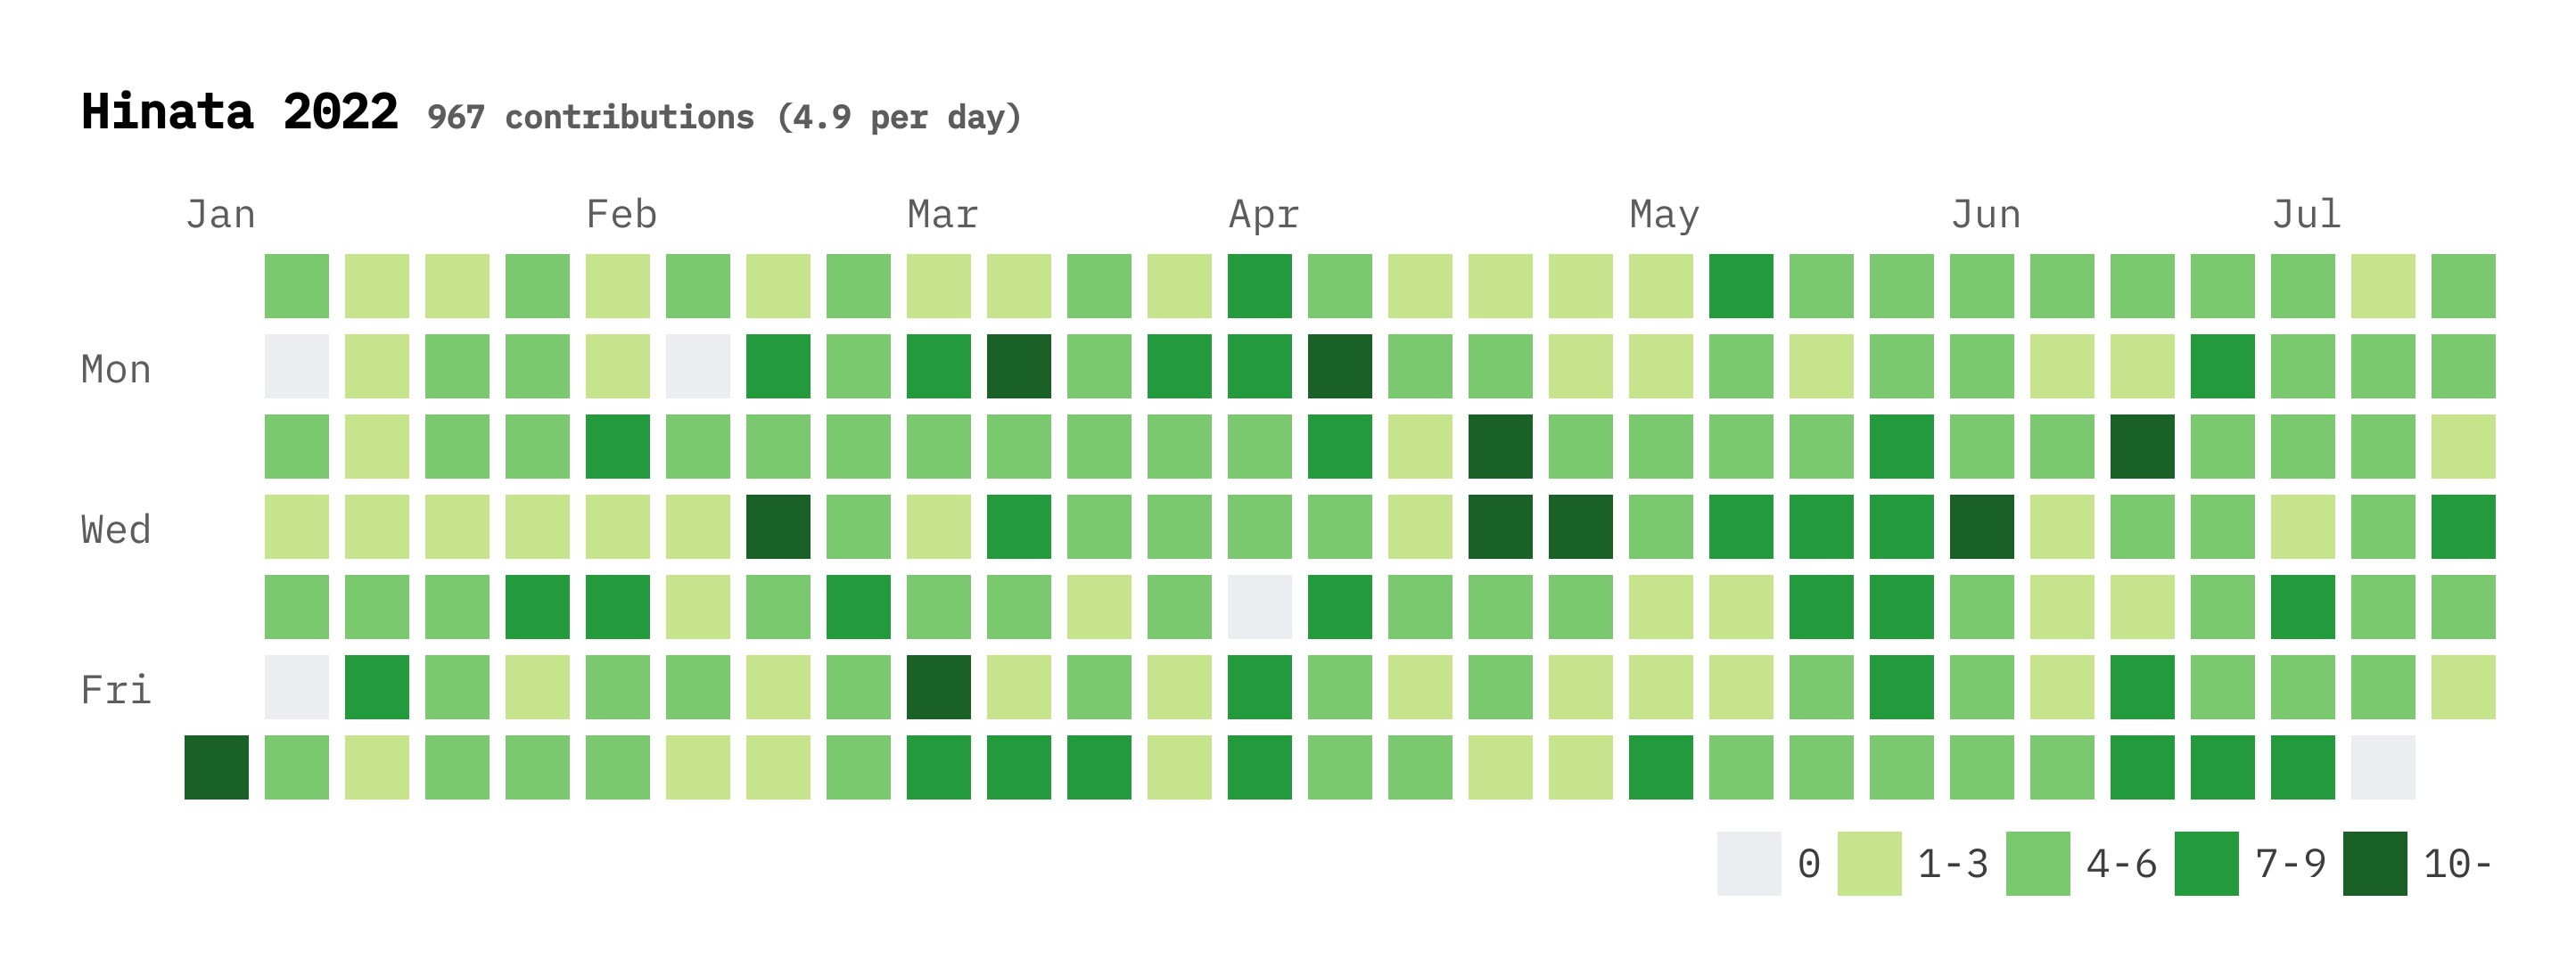 Hinata 2022 967 contributions (4.9 per day)
Jan Feb Mar Apr May Jun Jul
Mon
Wed
Fri
0 1-3 4-6 7-9 10-